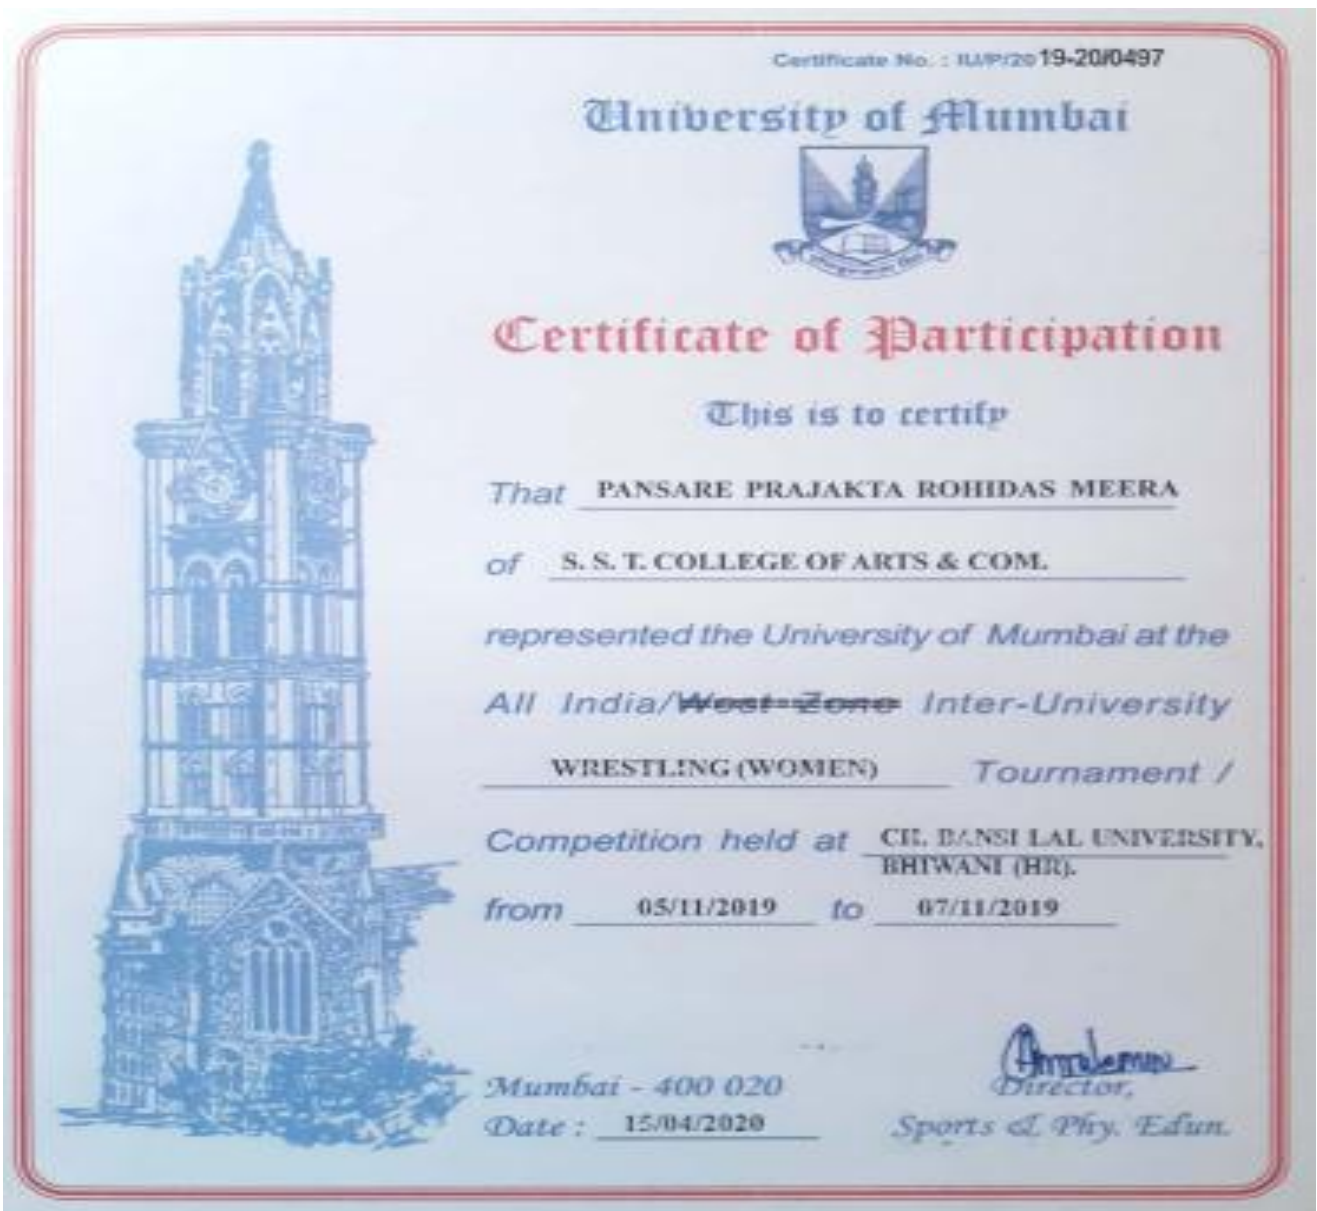 Certificate No. : IU/P/2019-20/0497
University of Mumbai
Certificate of Participation
This is to certify
That PANSARE PRAJAKTA ROHIDAS MEERA
of S. S. T. COLLEGE OF ARTS & COM.
represented the University of Mumbai at the
All India/West Zone Inter-University
WRESTLING (WOMEN) Tournament /
Competition held at CH. BANSI LAL UNIVERSITY,
BHIWANI (HR).
from 05/11/2019 to 07/11/2019
Mumbai - 400 020
Director,
Date : 15/04/2020
Sports & Phy. Edun.